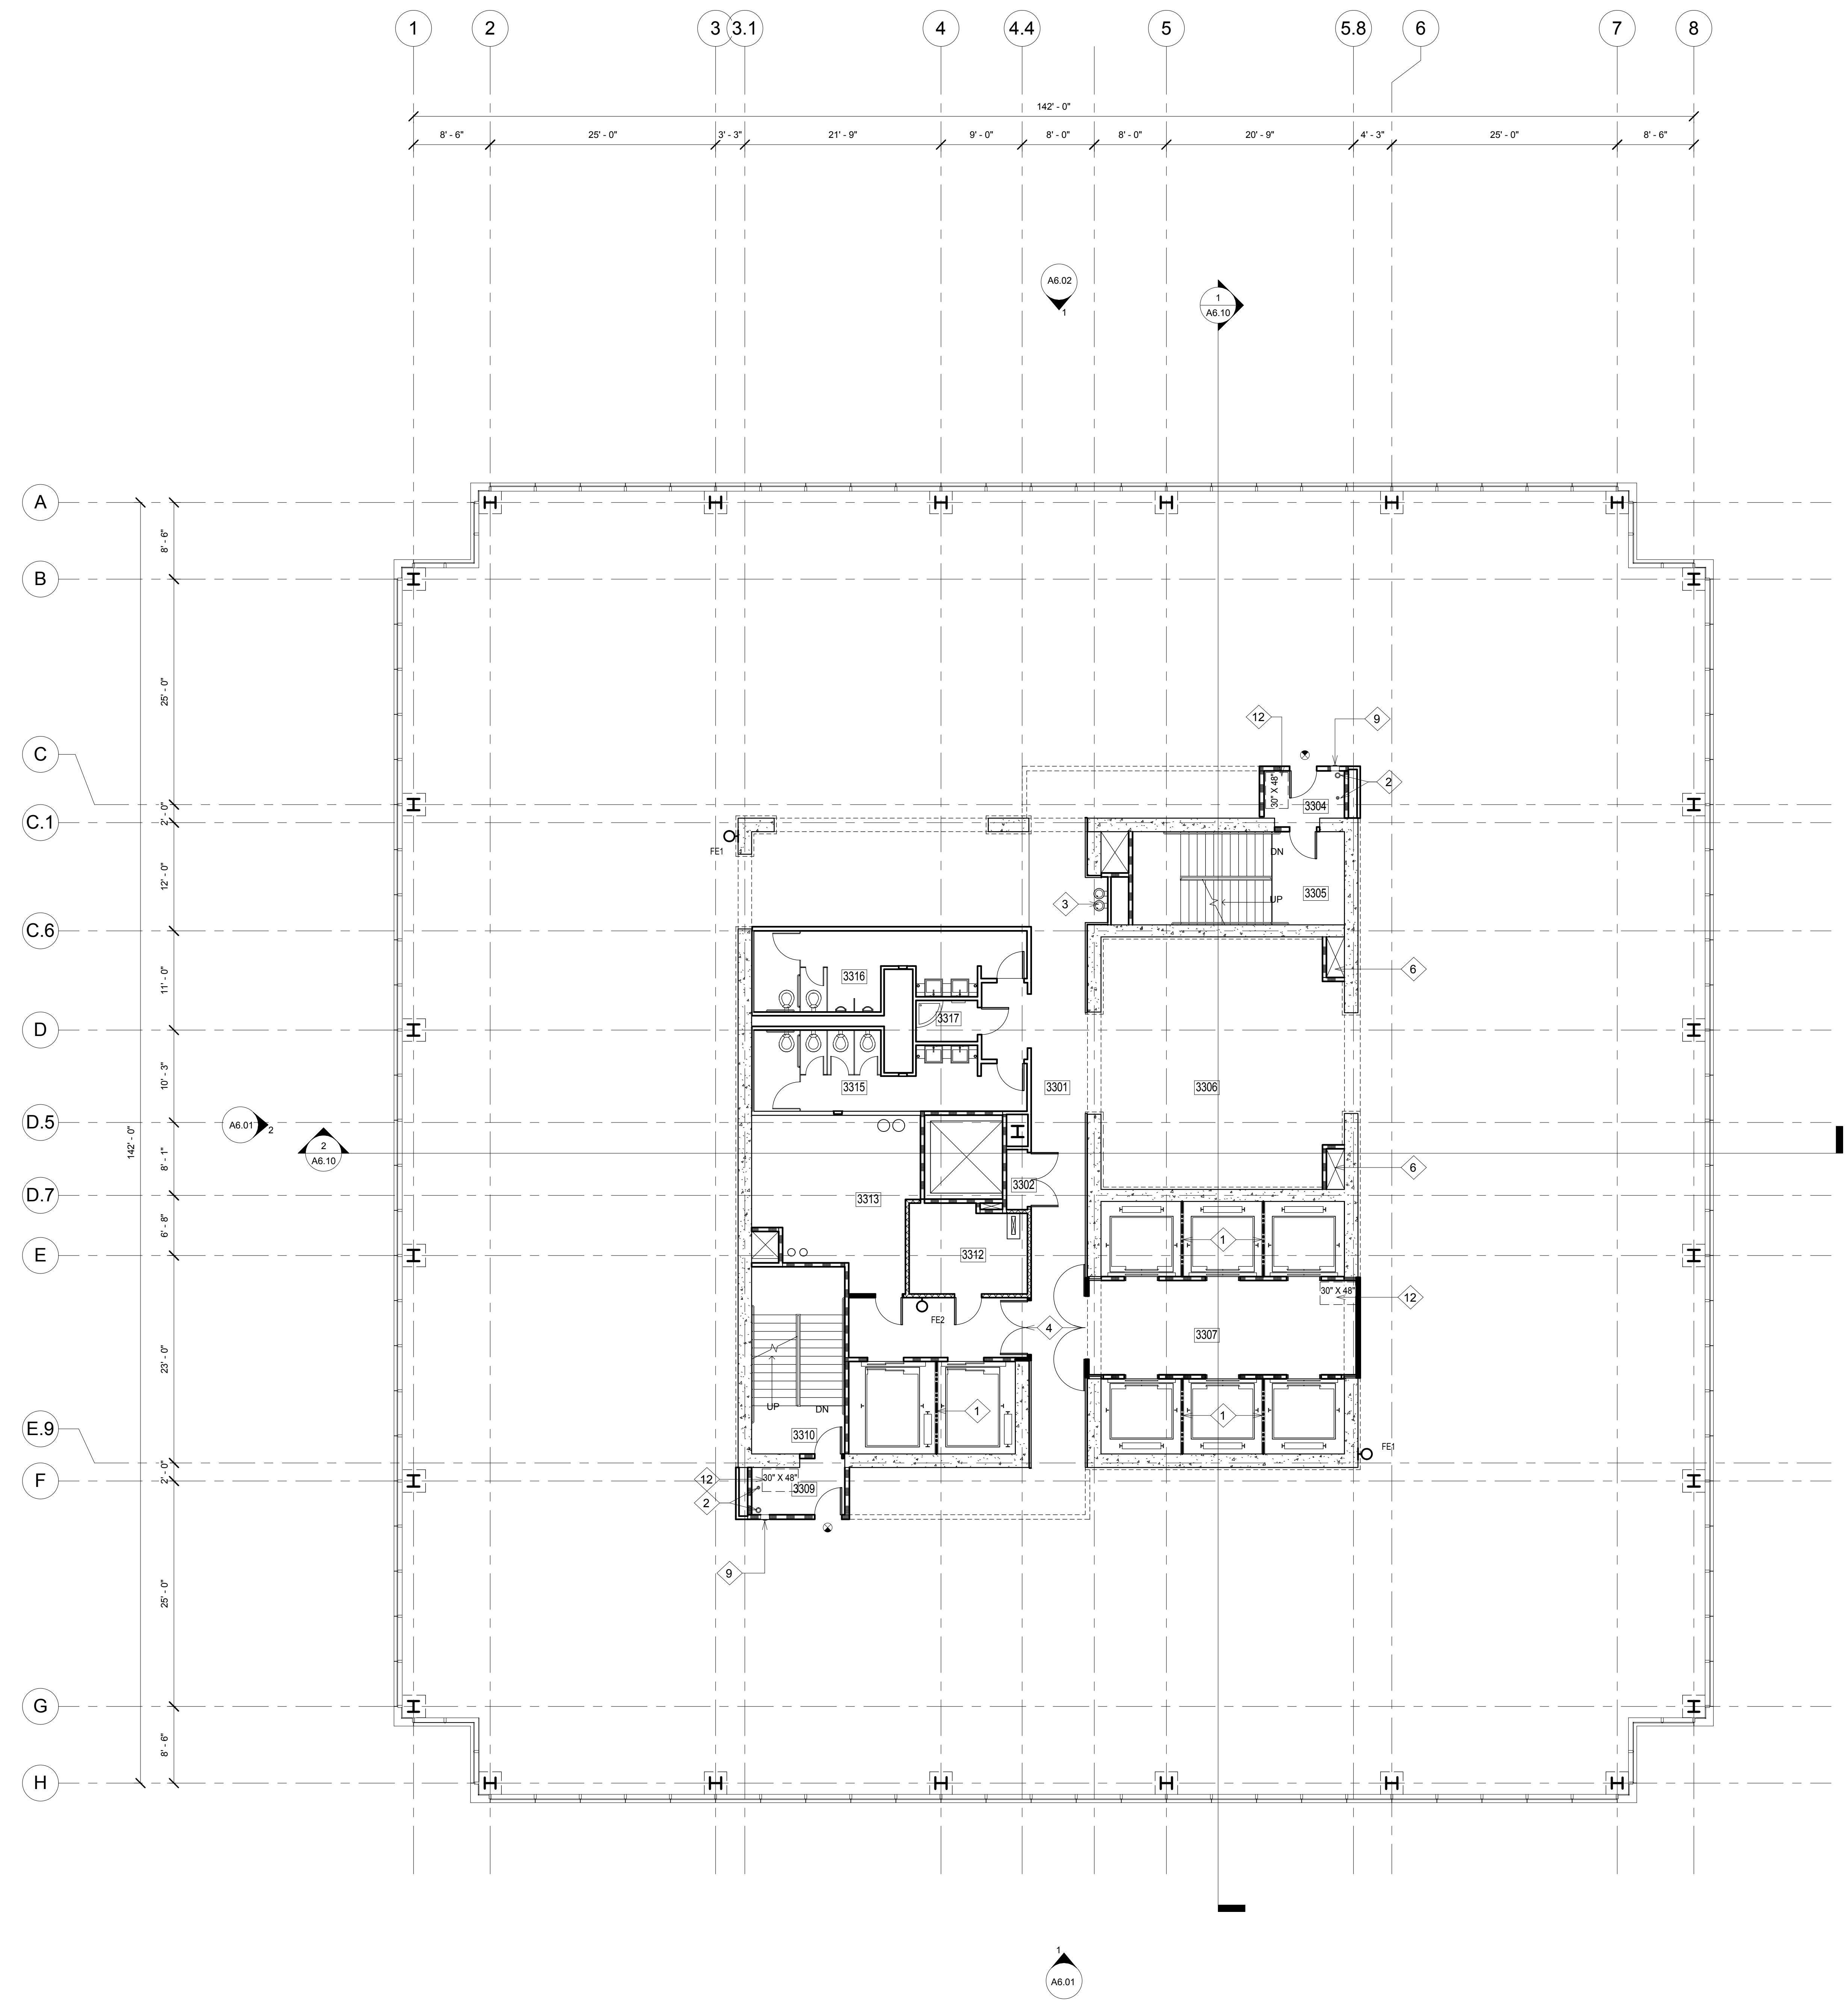 1 2 3 3.1 4 4.4 5 5.8 6 7 8
142' - 0"
8' - 6" 25' - 0" 3' - 3" 21' - 9" 9' - 0" 8' - 0" 8' - 0" 20' - 9" 4' - 3" 25' - 0" 8' - 6"
A6.02
1
1
A6.10
A
8' - 6"
B
25' - 0"
C
2' - 0"
C.1
12' - 0"
C.6
11' - 0"
D
10' - 3"
D.5
142' - 0"
8' - 1"
D.7
6' - 8"
E
23' - 0"
E.9
2' - 0"
F
25' - 0"
G
8' - 6"
H
A6.01
2
2
A6.10
12
9
2
30" X 48"
3304
FE1
DN
3305
UP
3
3316
6
3317
3315
3301
3306
3302
6
3313
3312
1
30" X 48"
12
FE2
4
3307
UP
DN
1
1
3310
FE1
12
30" X 48"
3309
2
9
1
A6.01